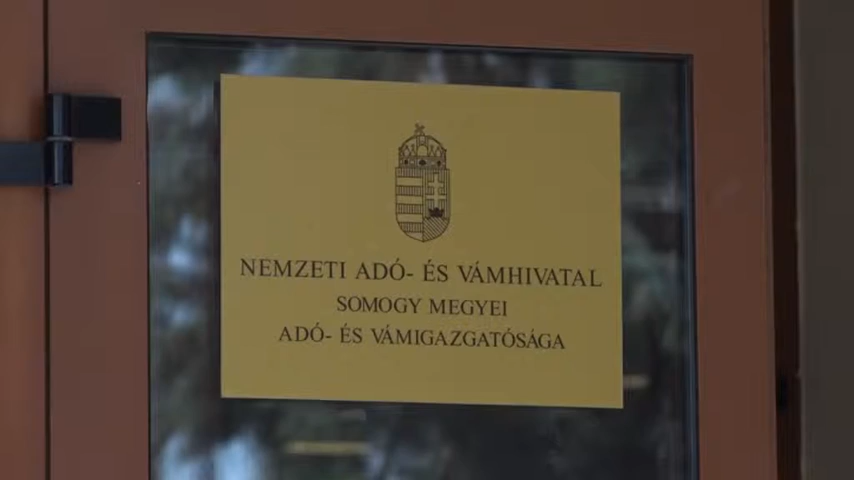 NEMZETI ADÓ- ÉS VÁMHIVATAL
SOMOGY MEGYEI
ADÓ- ÉS VÁMIGAZGATÓSÁGA